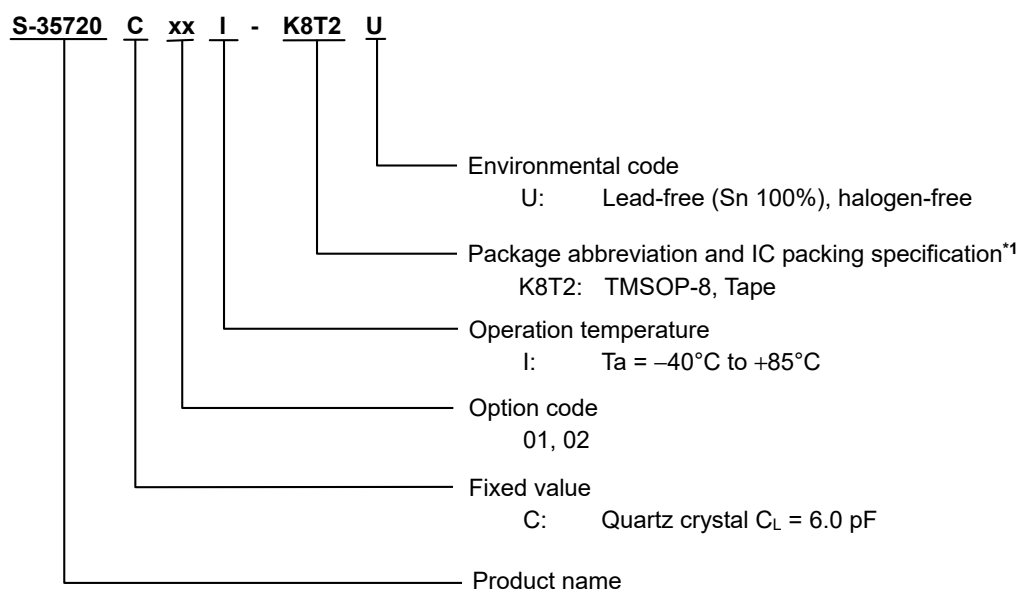 S-35720 C xx I - K8T2 U
Environmental code
U: Lead-free (Sn 100%), halogen-free
Package abbreviation and IC packing specification*1
K8T2: TMSOP-8, Tape
Operation temperature
I: Ta = −40°C to +85°C
Option code
01, 02
Fixed value
C: Quartz crystal CL = 6.0 pF
Product name